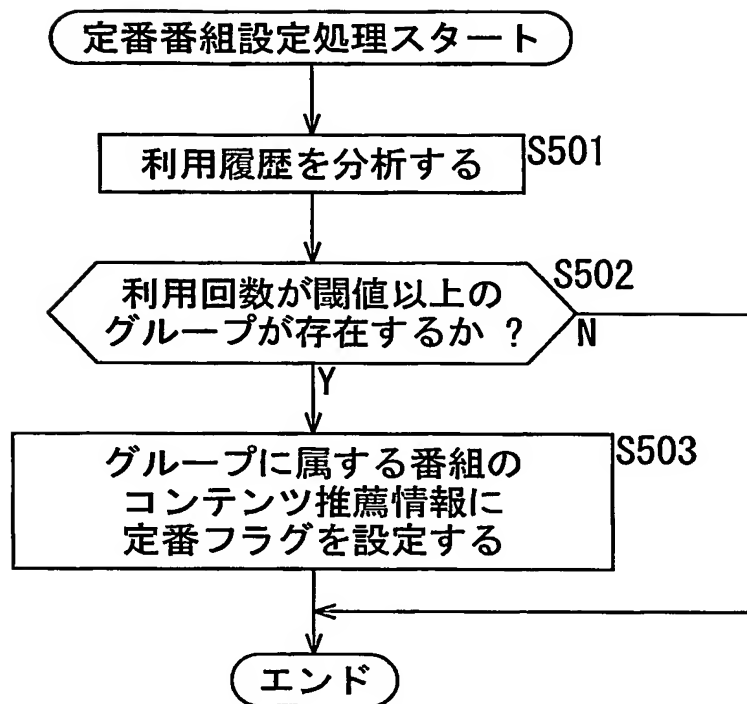 定番番組設定処理スタート
利用履歴を分析する
S501
利用回数が閾値以上の
グループが存在するか ?
S502
N
Y
グループに属する番組の
コンテンツ推薦情報に
定番フラグを設定する
S503
エンド